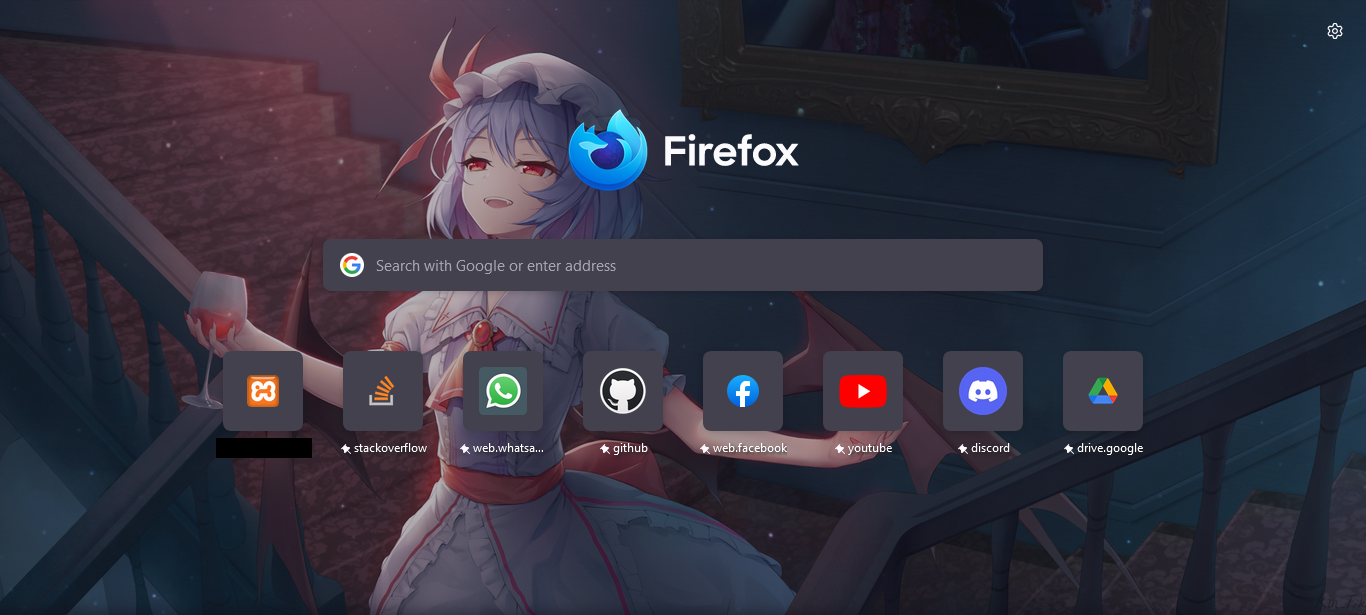 Firefox
Search with Google or enter address
stackoverflow
web.whatsa...
github
web.facebook
youtube
discord
drive.google